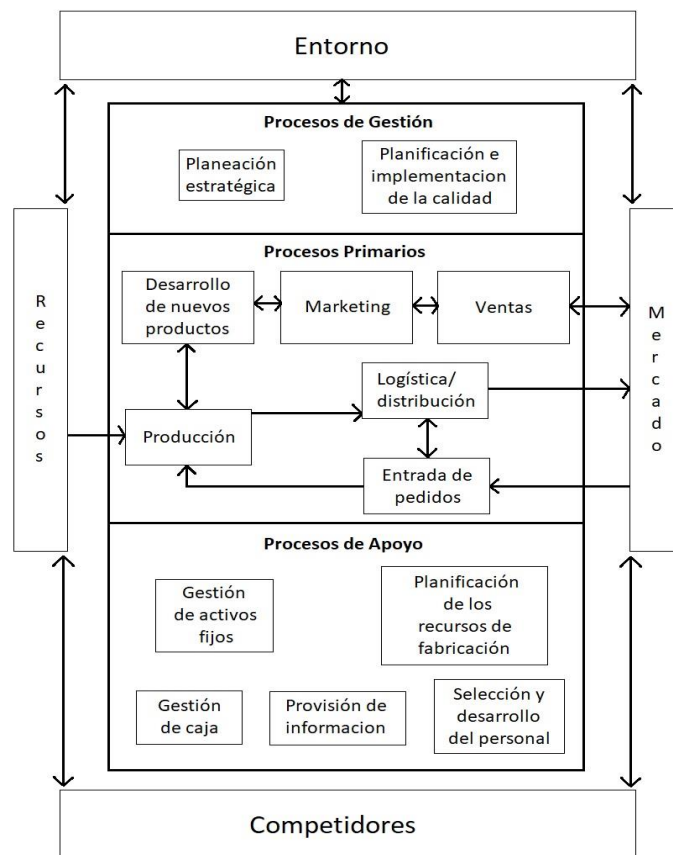 Entorno
Procesos de Gestión
Planeación
estratégica
Planificación e
implementacion
de la calidad
Recursos
Procesos Primarios
Desarrollo
de nuevos
productos
Marketing
Ventas
Mercado
Logística/
distribución
Producción
Entrada de
pedidos
Procesos de Apoyo
Gestión
de activos
fijos
Planificación
de los
recursos de
fabricación
Gestión
de caja
Provisión de
informacion
Selección y
desarrollo
del personal
Competidores